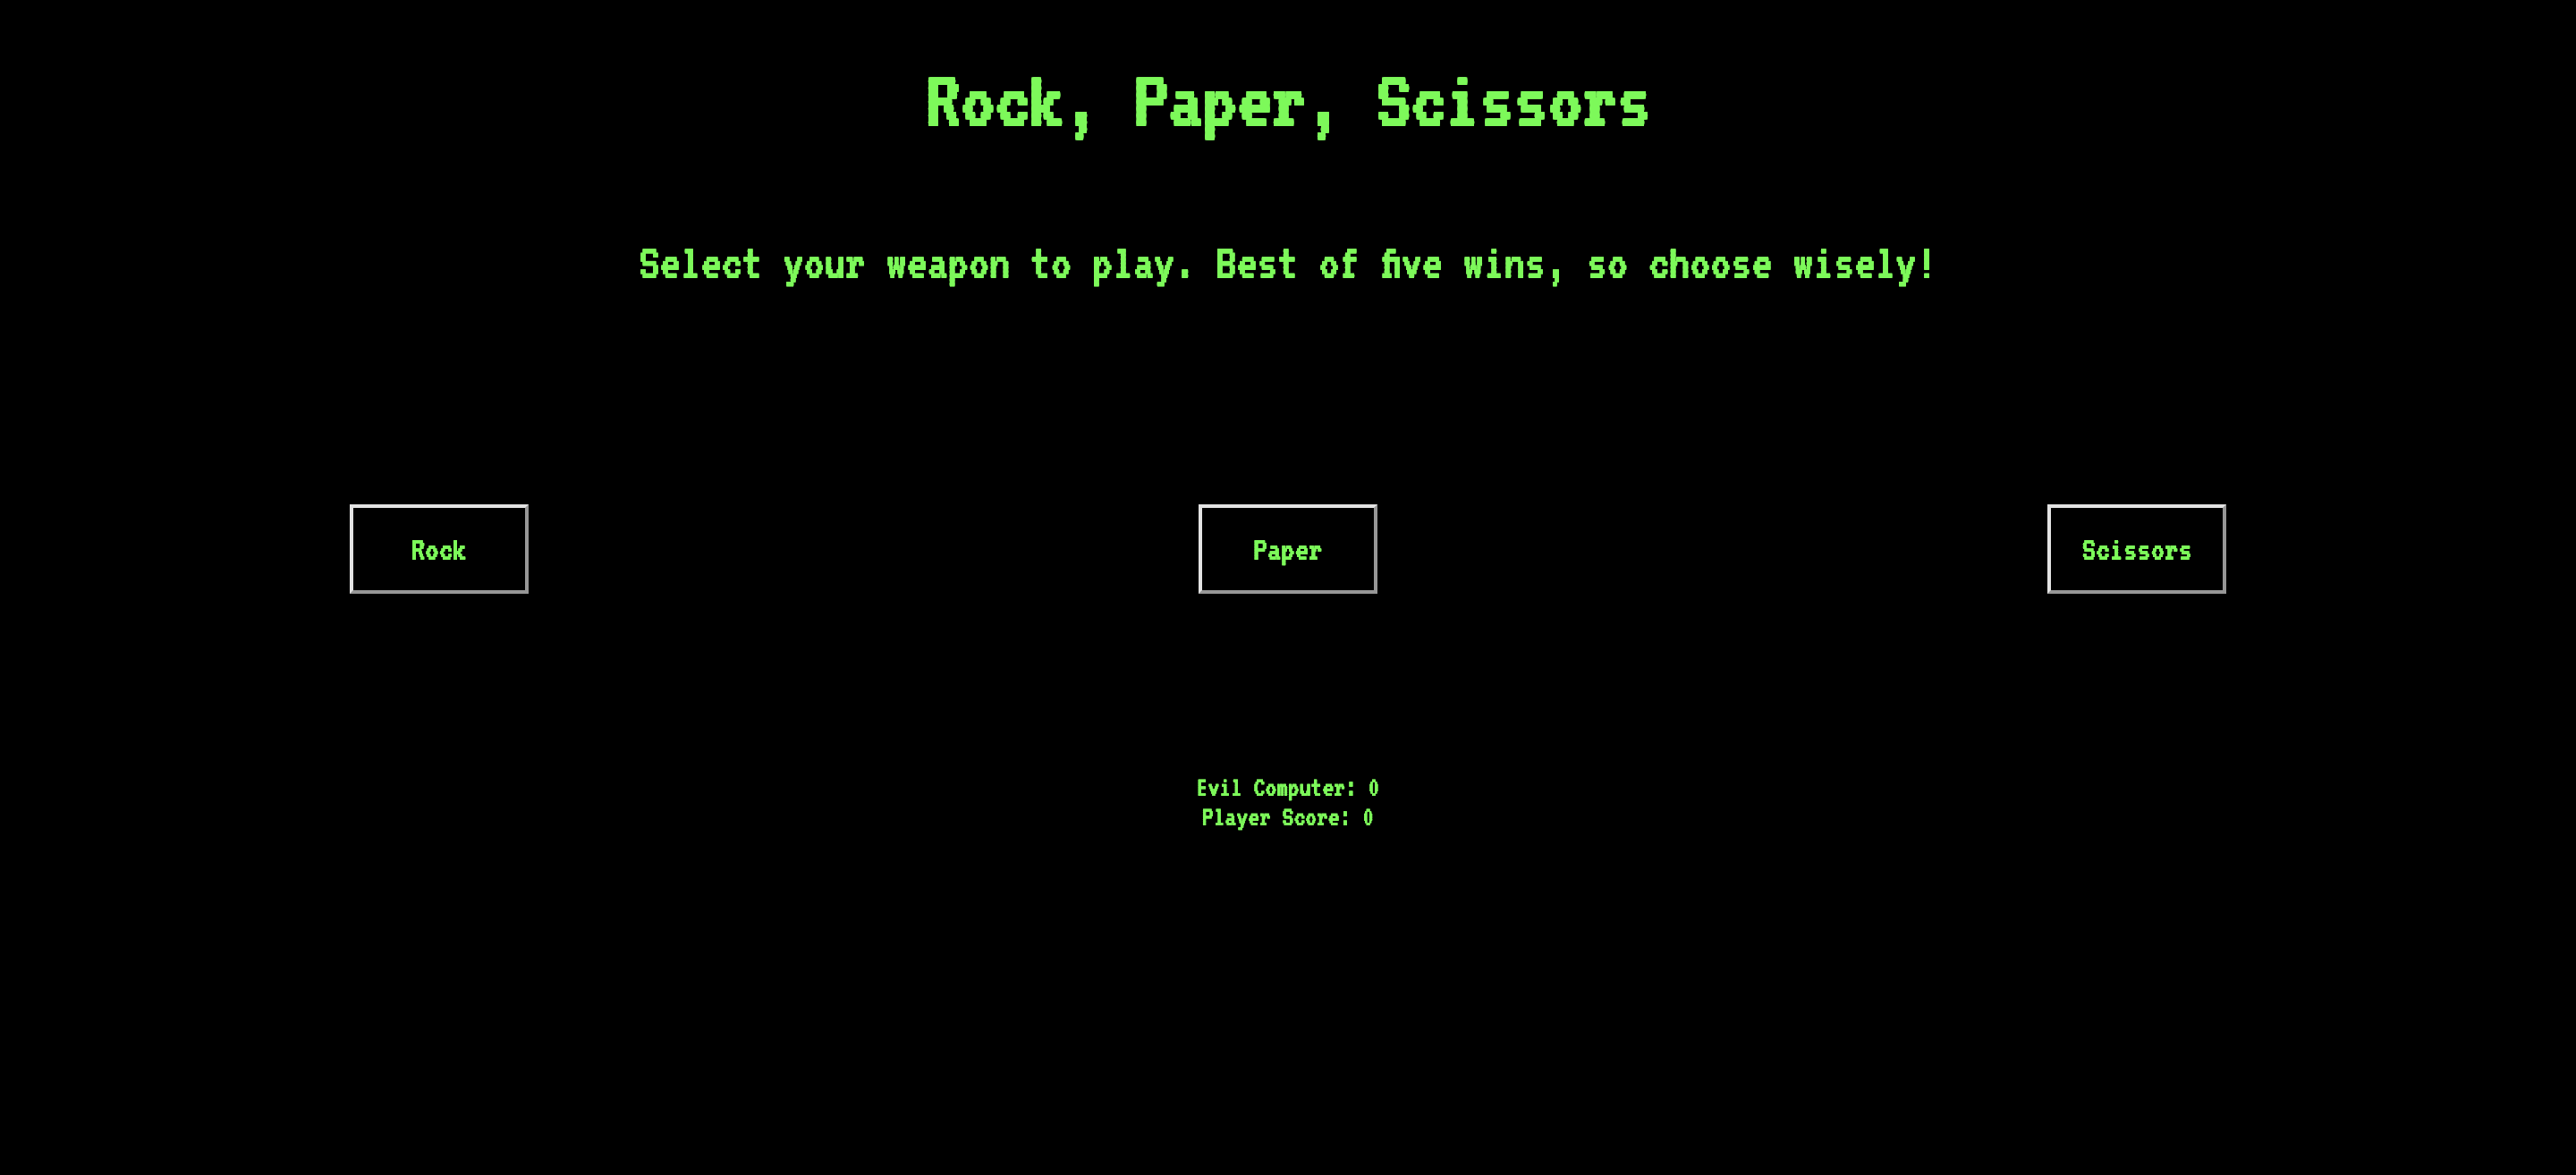 Rock, Paper, Scissors
Select your weapon to play. Best of five wins, so choose wisely!
Rock
Paper
Scissors
Evil Computer: 0
Player Score: 0